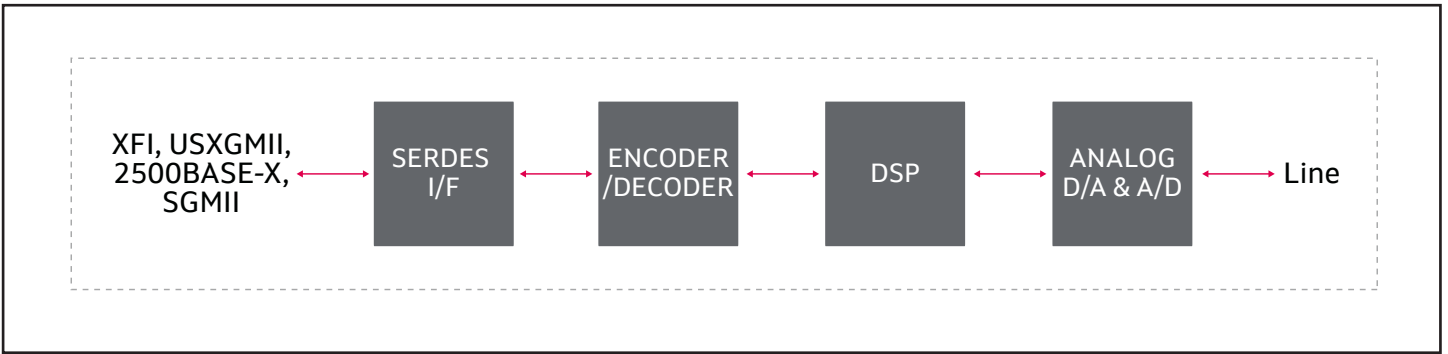 XFI, USXGMII,
2500BASE-X,
SGMII
SERDES
I/F
ENCODER
/DECODER
DSP
ANALOG
D/A & A/D
Line